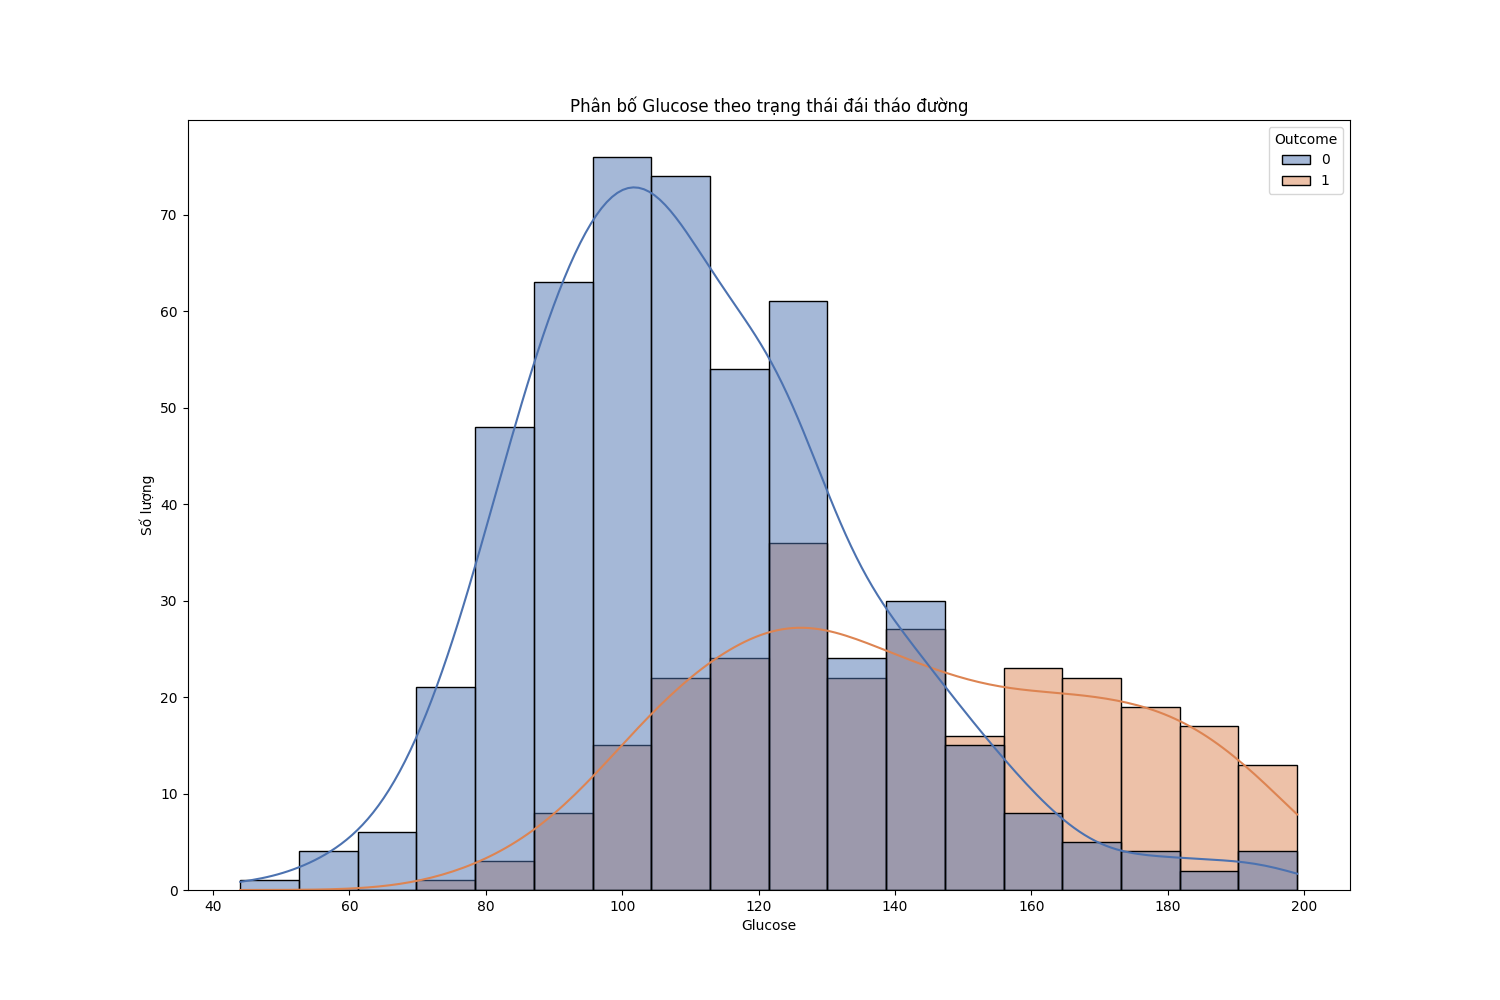 Phân bố Glucose theo trạng thái đái tháo đường
Outcome
0
1
Số lượng
70
60
50
40
30
20
10
0
40 60 80 100 120 140 160 180 200
Glucose